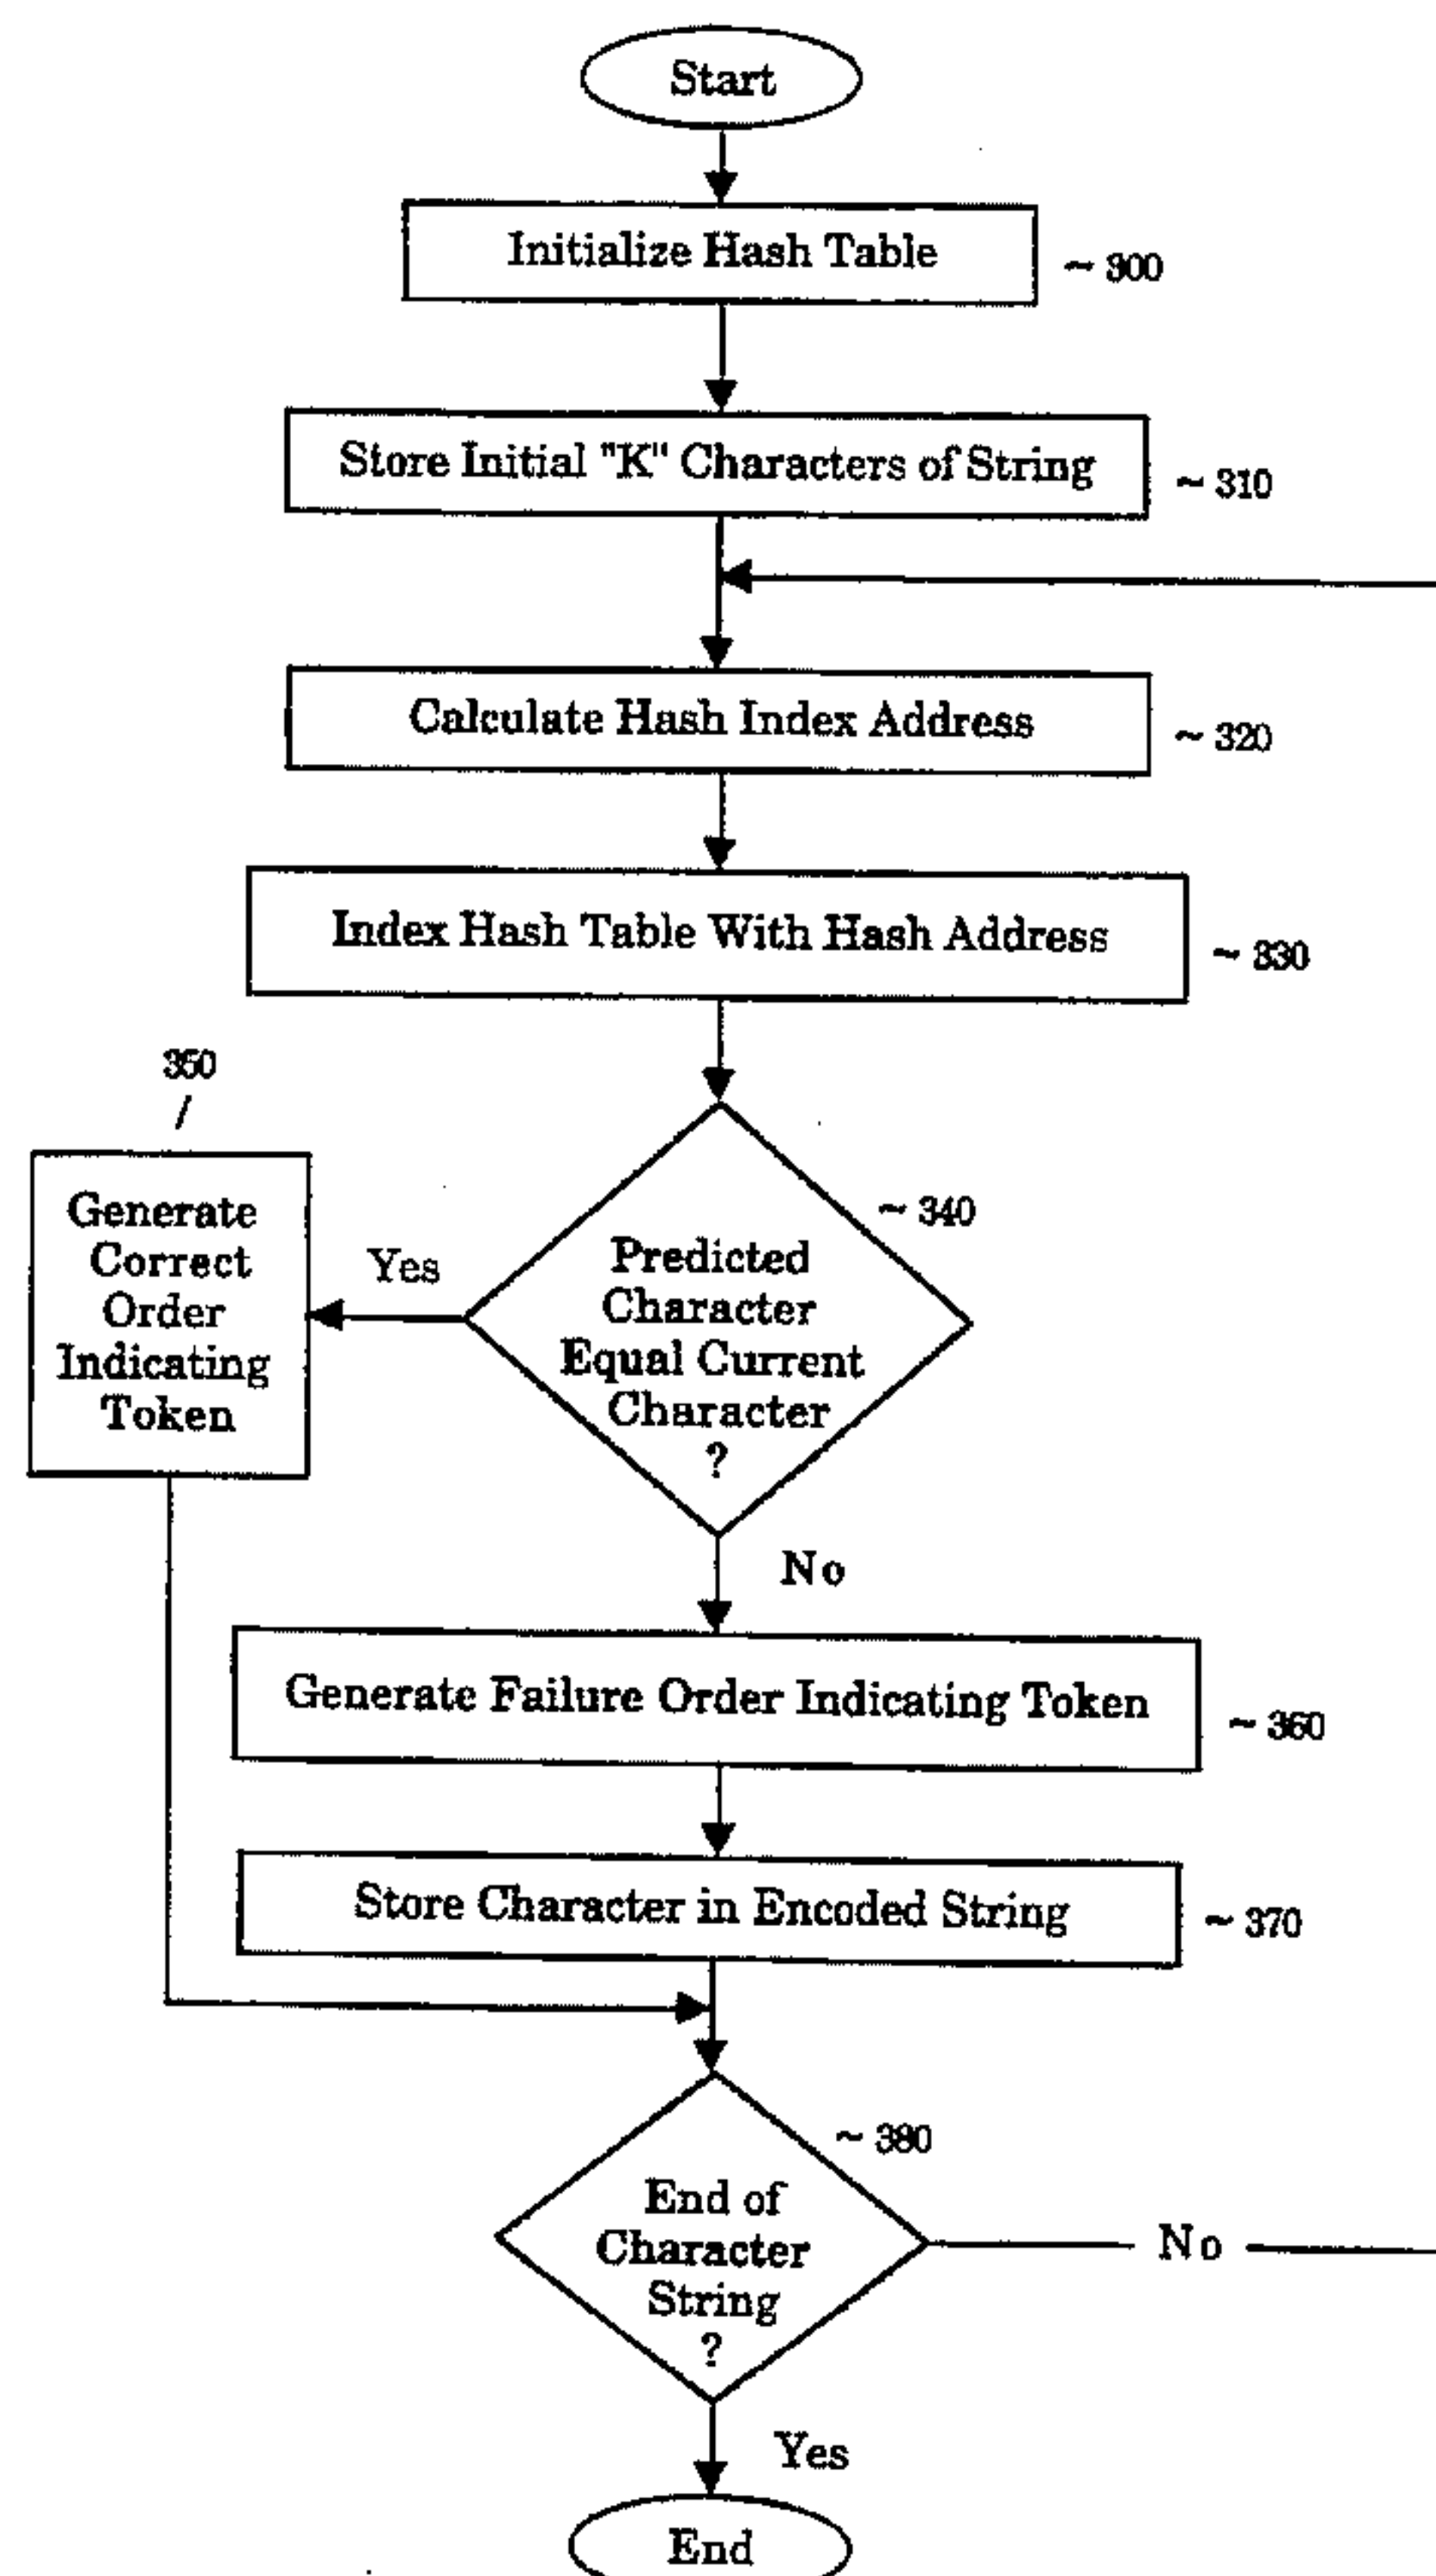 Start
Initialize Hash Table
~ 300
Store Initial "K" Characters of String
~ 310
Calculate Hash Index Address
~ 320
Index Hash Table With Hash Address
~ 330
350
/
Generate
Correct
Order
Indicating
Token
Yes
~ 340
Predicted
Character
Equal Current
Character
?
No
Generate Failure Order Indicating Token
~ 360
Store Character in Encoded String
~ 370
~ 380
End of
Character
String
?
No
Yes
End